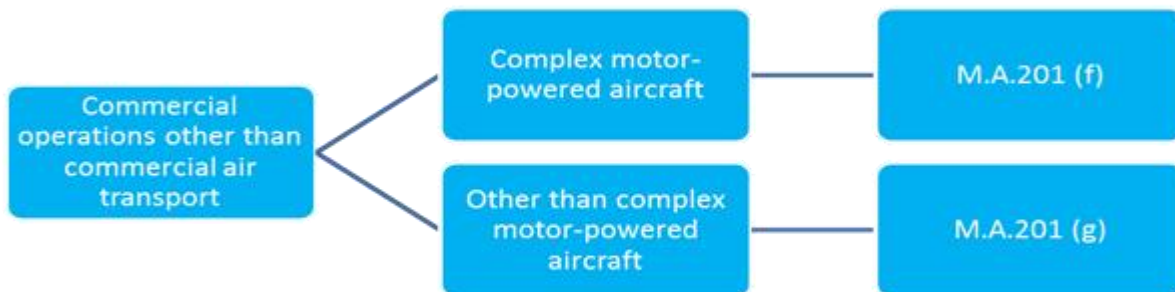 Commercial
operations other than
commercial air
transport
Complex motor-
powered aircraft
M.A.201 (f)
Other than complex
motor-powered
aircraft
M.A.201 (g)